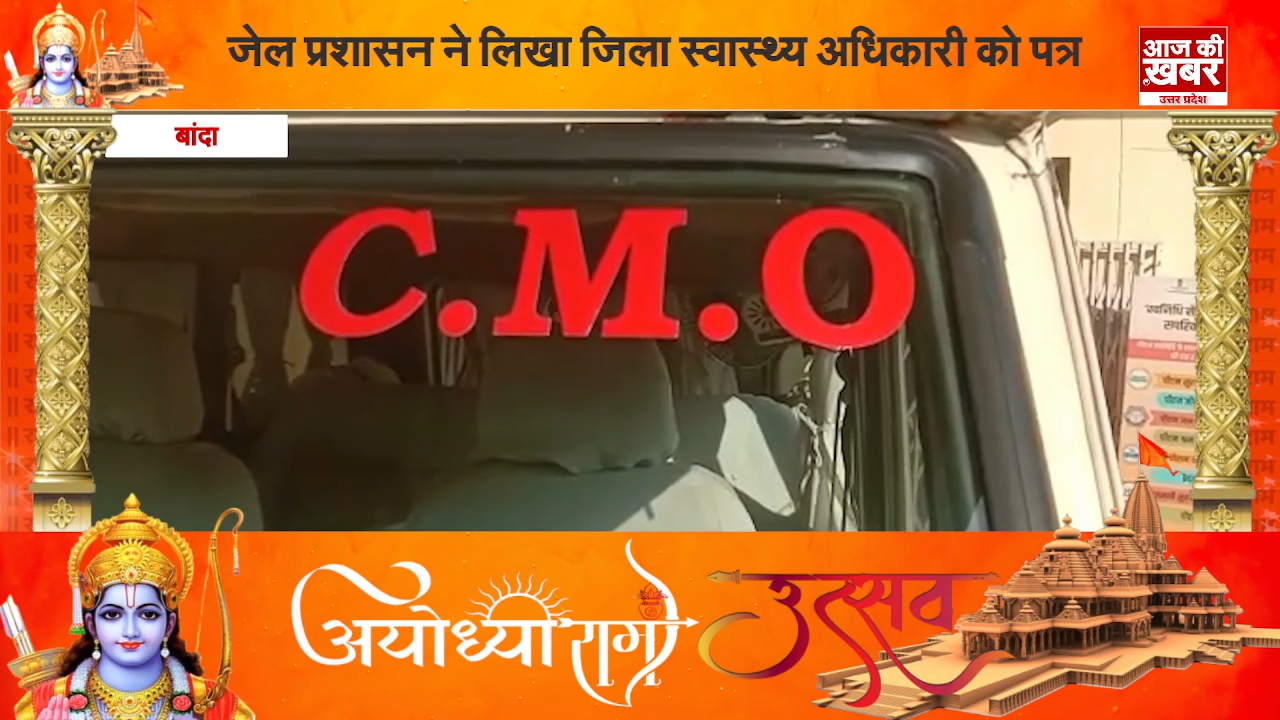 जेल प्रशासन ने लिखा जिला स्वास्थ्य अधिकारी को पत्र
आज की
ख़बर
उत्तर प्रदेश
बांदा
C.M.O
अयोध्या राम उत्सव